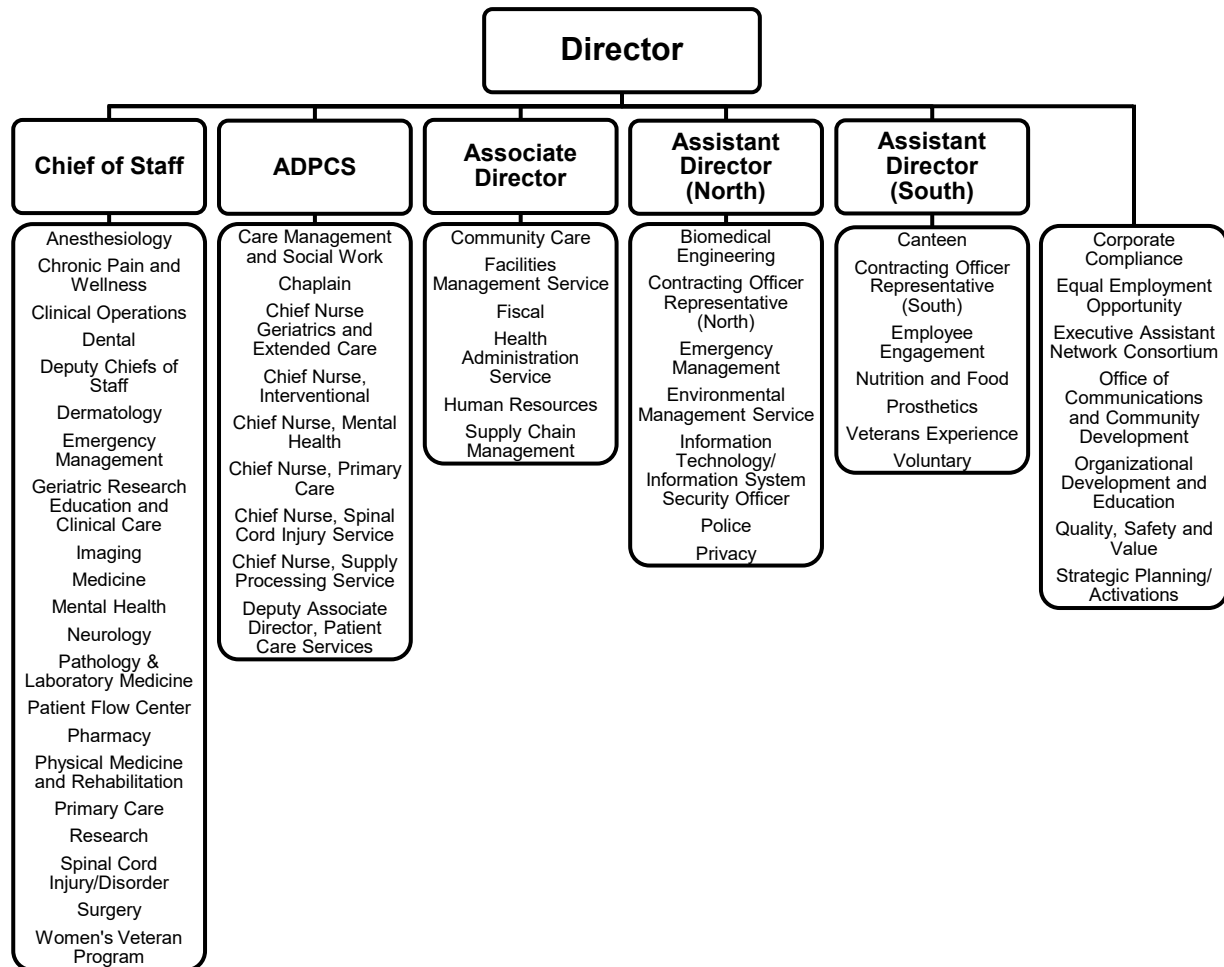 Director
Chief of Staff
ADPCS
Associate
Director
Assistant
Director
(North)
Assistant
Director
(South)
Anesthesiology
Chronic Pain and
Wellness
Clinical Operations
Dental
Deputy Chiefs of
Staff
Dermatology
Emergency
Management
Geriatric Research
Education and
Clinical Care
Imaging
Medicine
Mental Health
Neurology
Pathology &
Laboratory Medicine
Patient Flow Center
Pharmacy
Physical Medicine
and Rehabilitation
Primary Care
Research
Spinal Cord
Injury/Disorder
Surgery
Women's Veteran
Program
Care Management
and Social Work
Chaplain
Chief Nurse
Geriatrics and
Extended Care
Chief Nurse,
Interventional
Chief Nurse, Mental
Health
Chief Nurse, Primary
Care
Chief Nurse, Spinal
Cord Injury Service
Chief Nurse, Supply
Processing Service
Deputy Associate
Director, Patient
Care Services
Community Care
Facilities
Management Service
Fiscal
Health
Administration
Service
Human Resources
Supply Chain
Management
Biomedical
Engineering
Contracting Officer
Representative
(North)
Emergency
Management
Environmental
Management Service
Information
Technology/
Information System
Security Officer
Police
Privacy
Canteen
Contracting Officer
Representative
(South)
Employee
Engagement
Nutrition and Food
Prosthetics
Veterans Experience
Voluntary
Corporate
Compliance
Equal Employment
Opportunity
Executive Assistant
Network Consortium
Office of
Communications
and Community
Development
Organizational
Development and
Education
Quality, Safety and
Value
Strategic Planning/
Activations